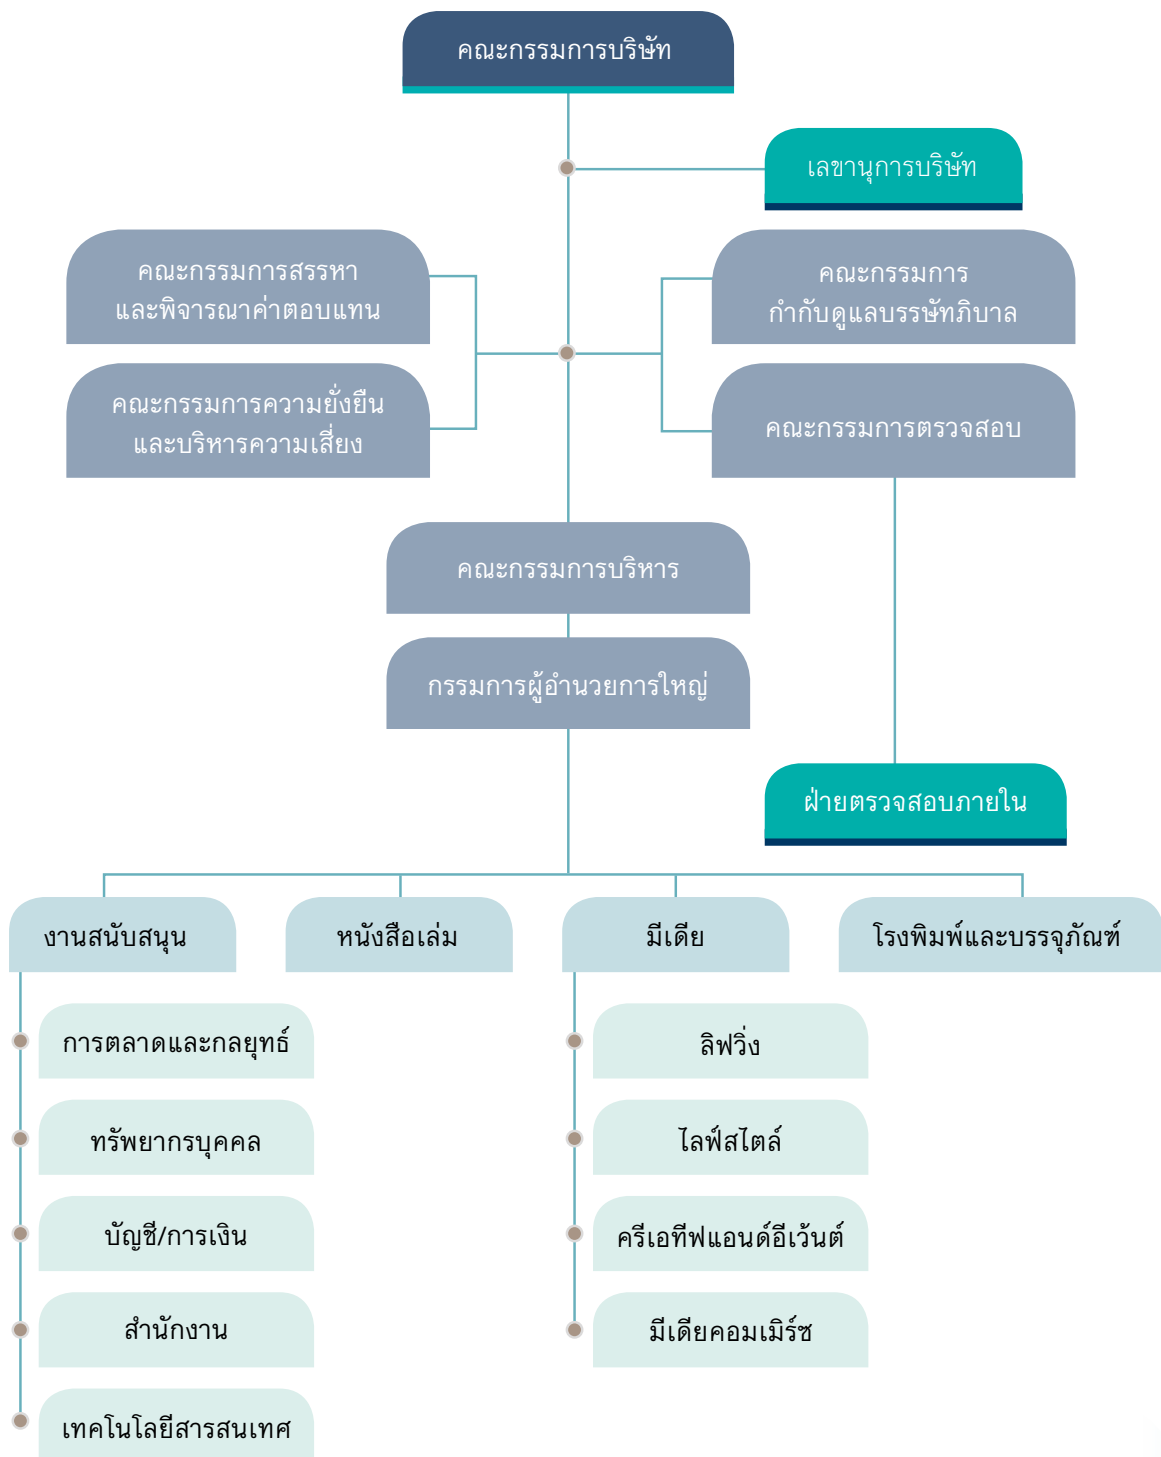 คณะกรรมการบริษัท
เลขานุการบริษัท
คณะกรรมการสรรหา
และพิจารณาค่าตอบแทน
คณะกรรมการ
กำกับดูแลบรรษัทภิบาล
คณะกรรมการความยั่งยืน
และบริหารความเสี่ยง
คณะกรรมการตรวจสอบ
คณะกรรมการบริหาร
กรรมการผู้อำนวยการใหญ่
ฝ่ายตรวจสอบภายใน
งานสนับสนุน
หนังสือเล่ม
มีเดีย
โรงพิมพ์และบรรจุภัณฑ์
การตลาดและกลยุทธ์
ทรัพยากรบุคคล
บัญชี/การเงิน
สำนักงาน
เทคโนโลยีสารสนเทศ
ลิฟวิ่ง
ไลฟ์สไตล์
ครีเอทีฟแอนด์อีเว้นต์
มีเดียคอมเมิร์ซ